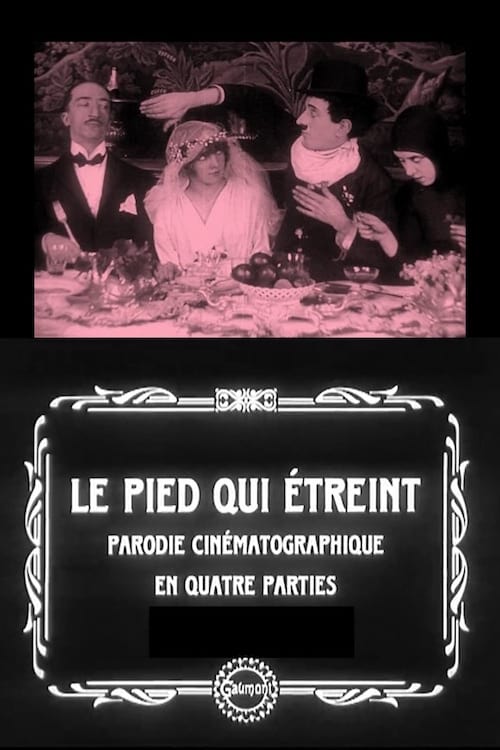 LE PIED QUI ÉTREINT
PARODIE CINÉMATOGRAPHIQUE
EN QUATRE PARTIES
Gaumont